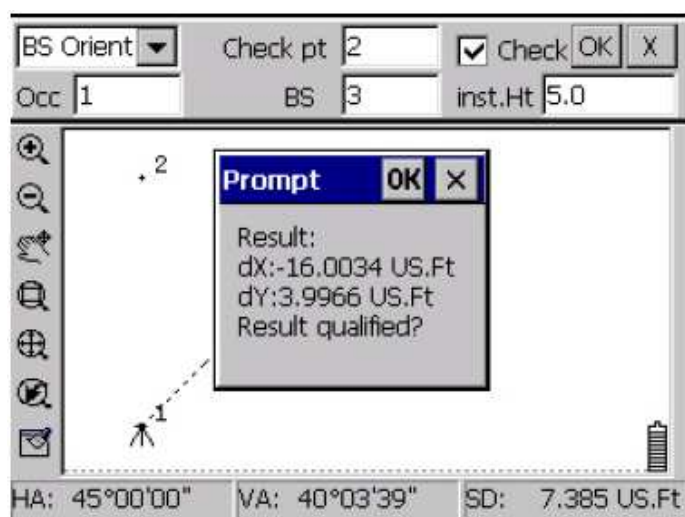 BS Orient Check pt 2 Check OK X
Occ 1 BS 3 inst.Ht 5.0
2
Prompt OK ×
Result:
dX:-16.0034 US.Ft
dY:3.9966 US.Ft
Result qualified?
1
HA: 45°00'00" VA: 40°03'39" SD: 7.385 US.Ft